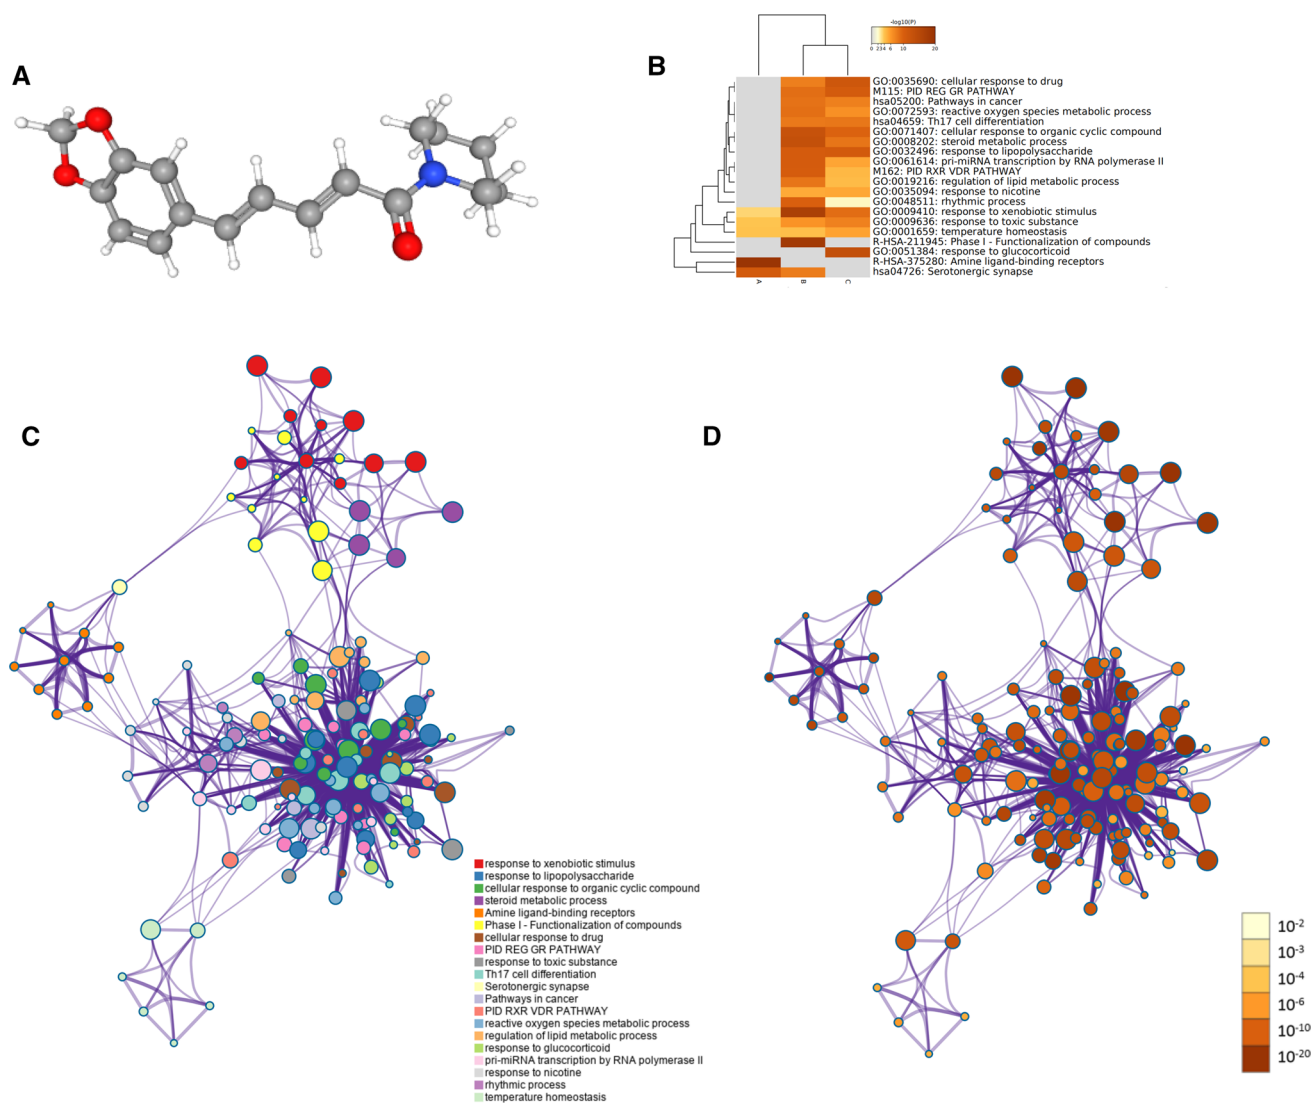 A
B
-log10(P)
0 2 3 4 6 10 20
GO:0035690: cellular response to drug
M115: PID REG GR PATHWAY
hsa05200: Pathways in cancer
GO:0072593: reactive oxygen species metabolic process
hsa04659: Th17 cell differentiation
GO:0071407: cellular response to organic cyclic compound
GO:0008202: steroid metabolic process
GO:0032496: response to lipopolysaccharide
GO:0061614: pri-miRNA transcription by RNA polymerase II
M162: PID RXR VDR PATHWAY
GO:0019216: regulation of lipid metabolic process
GO:0035094: response to nicotine
GO:0048511: rhythmic process
GO:0009410: response to xenobiotic stimulus
GO:0009636: response to toxic substance
GO:0001659: temperature homeostasis
R-HSA-211945: Phase I - Functionalization of compounds
GO:0051384: response to glucocorticoid
R-HSA-375280: Amine ligand-binding receptors
hsa04726: Serotonergic synapse
A B C
C
D
response to xenobiotic stimulus
response to lipopolysaccharide
cellular response to organic cyclic compound
steroid metabolic process
Amine ligand-binding receptors
Phase I - Functionalization of compounds
cellular response to drug
PID REG GR PATHWAY
response to toxic substance
Th17 cell differentiation
Serotonergic synapse
Pathways in cancer
PID RXR VDR PATHWAY
reactive oxygen species metabolic process
regulation of lipid metabolic process
response to glucocorticoid
pri-miRNA transcription by RNA polymerase II
response to nicotine
rhythmic process
temperature homeostasis
10-2
10-3
10-4
10-6
10-10
10-20